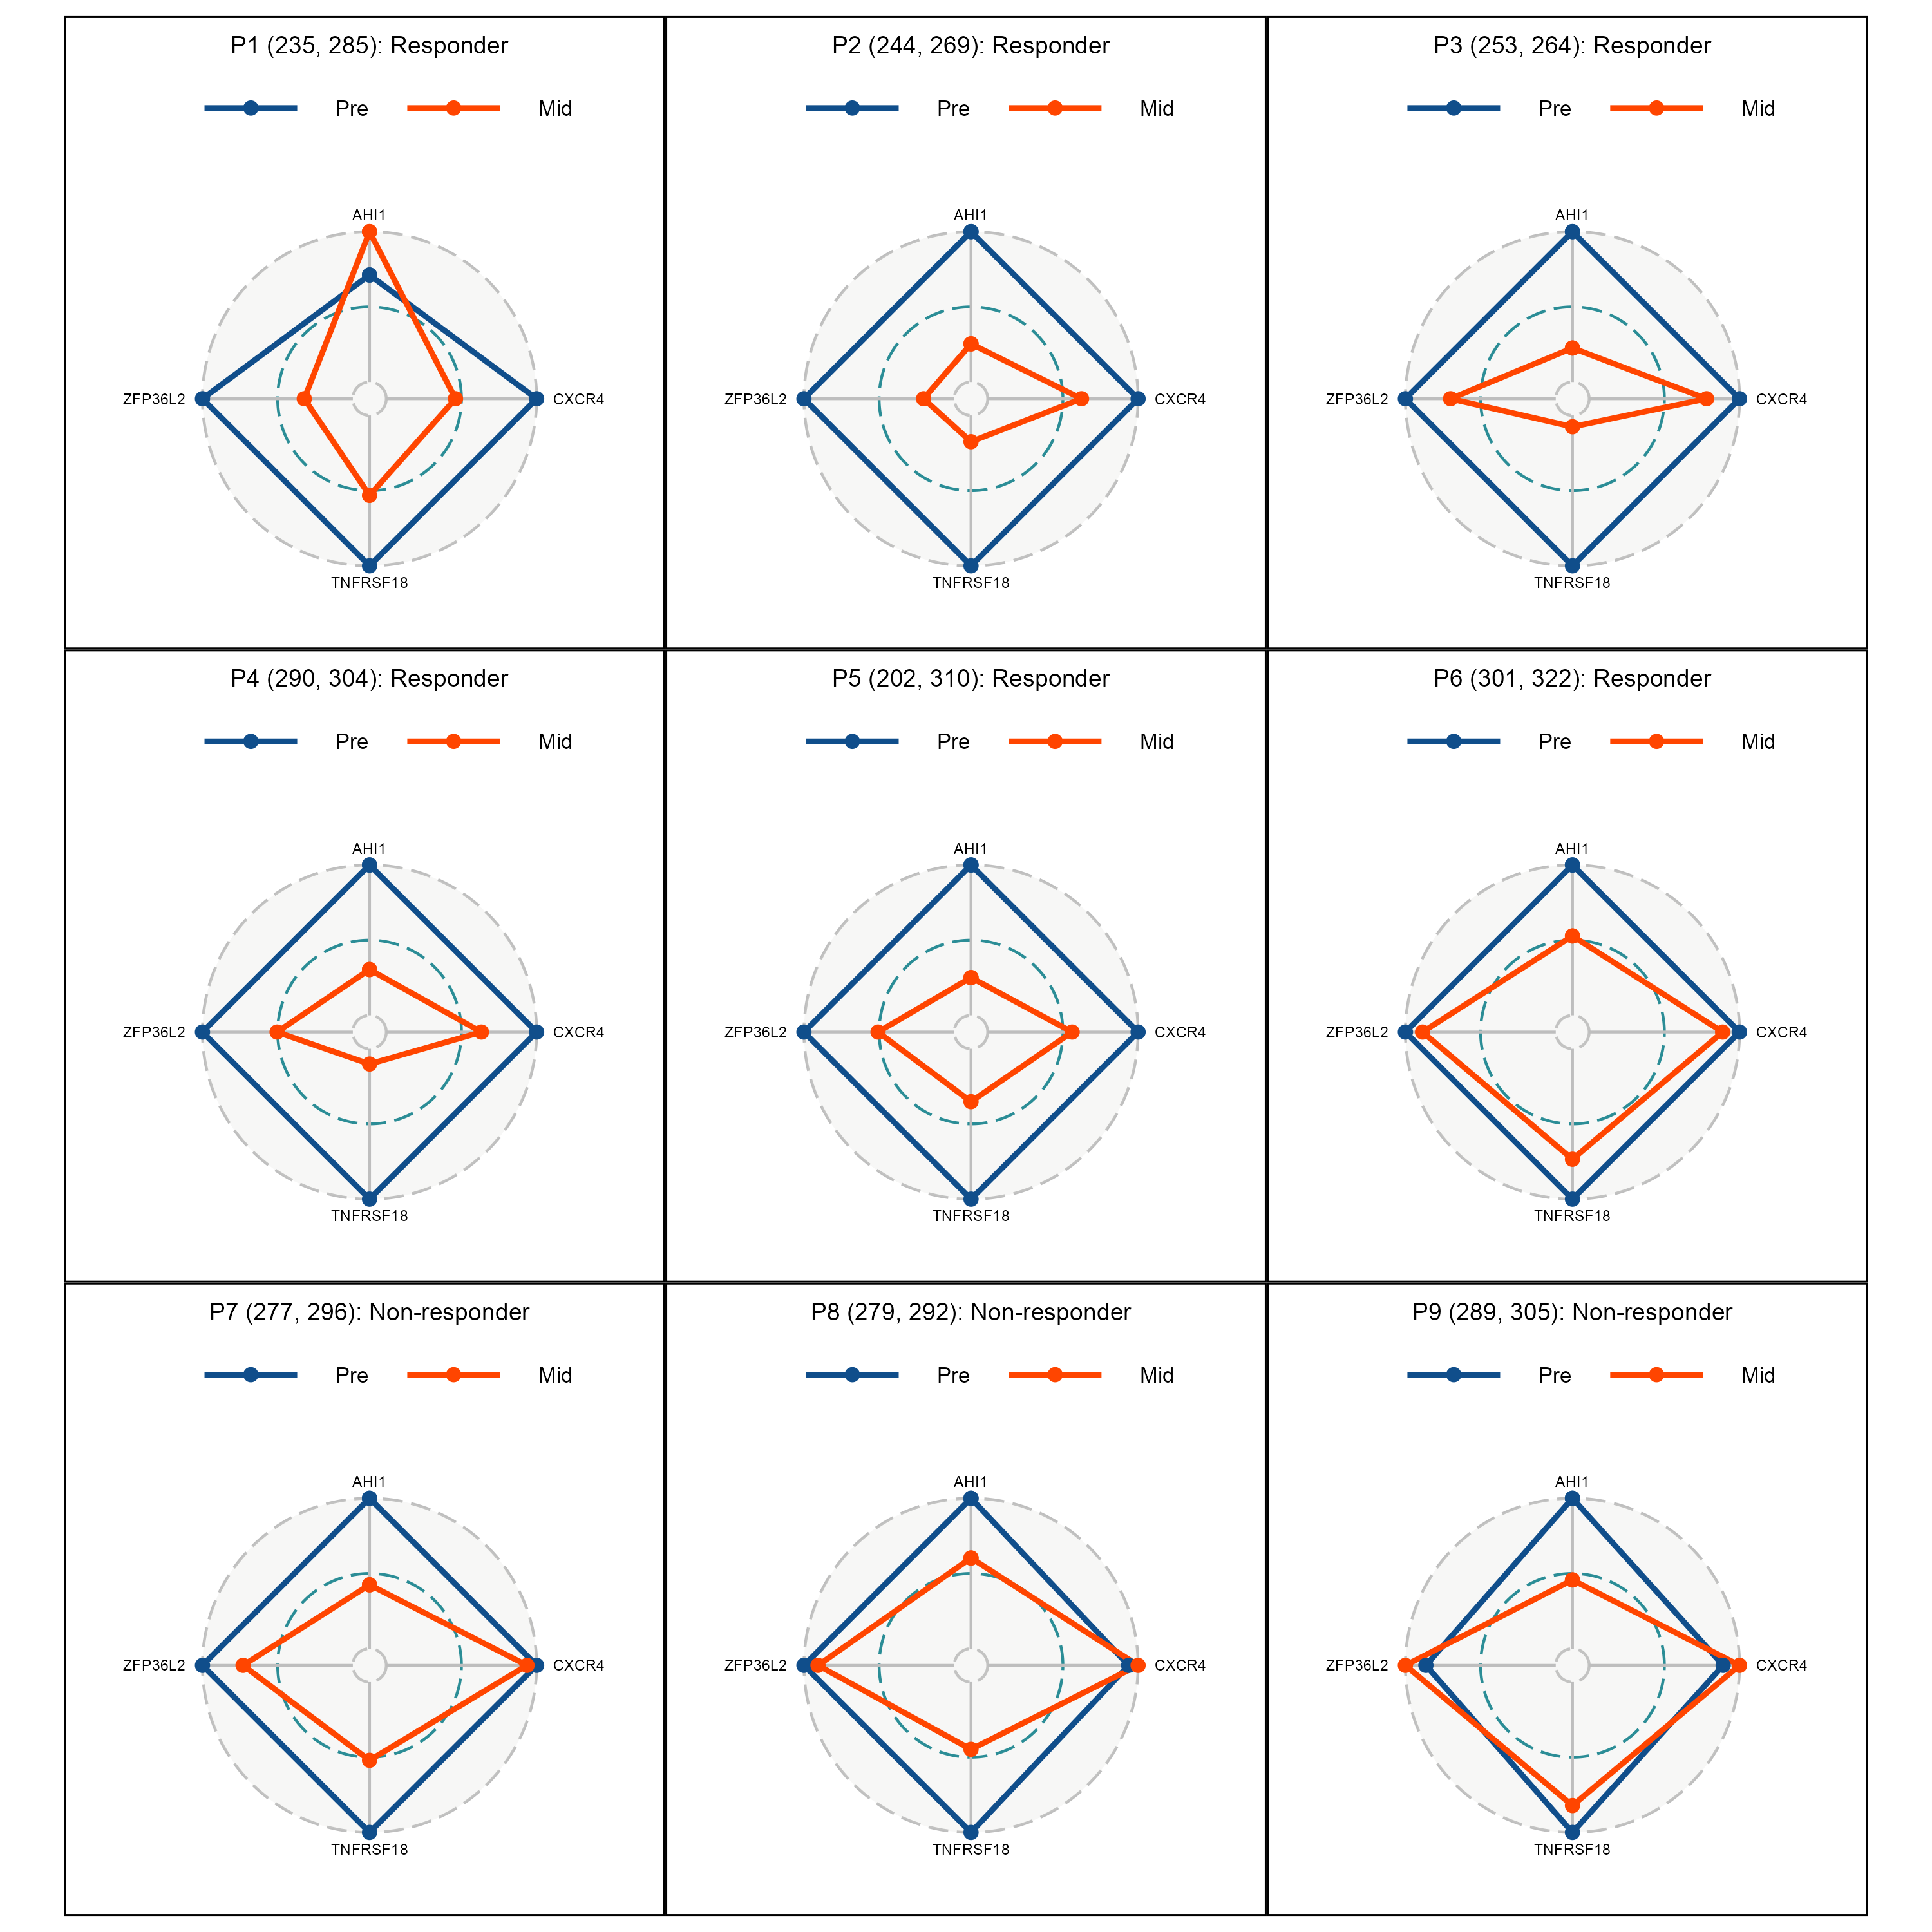 P1 (235, 285): Responder
Pre Mid
AHI1
ZFP36L2 CXCR4
TNFRSF18
P2 (244, 269): Responder
Pre Mid
AHI1
ZFP36L2 CXCR4
TNFRSF18
P3 (253, 264): Responder
Pre Mid
AHI1
ZFP36L2 CXCR4
TNFRSF18
P4 (290, 304): Responder
Pre Mid
AHI1
ZFP36L2 CXCR4
TNFRSF18
P5 (202, 310): Responder
Pre Mid
AHI1
ZFP36L2 CXCR4
TNFRSF18
P6 (301, 322): Responder
Pre Mid
AHI1
ZFP36L2 CXCR4
TNFRSF18
P7 (277, 296): Non-responder
Pre Mid
AHI1
ZFP36L2 CXCR4
TNFRSF18
P8 (279, 292): Non-responder
Pre Mid
AHI1
ZFP36L2 CXCR4
TNFRSF18
P9 (289, 305): Non-responder
Pre Mid
AHI1
ZFP36L2 CXCR4
TNFRSF18